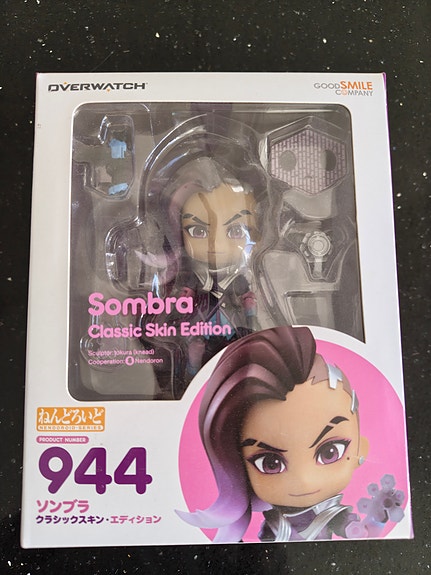 OVERWATCH
GOOD SMILE
COMPANY
Sombra
Classic Skin Edition
Sculptor: Jokura (knead)
Cooperation: Nendoron
ねんどろいど
NENDOROID SERIES
PRODUCT NUMBER
944
ソンブラ
クラシックスキン・エディション